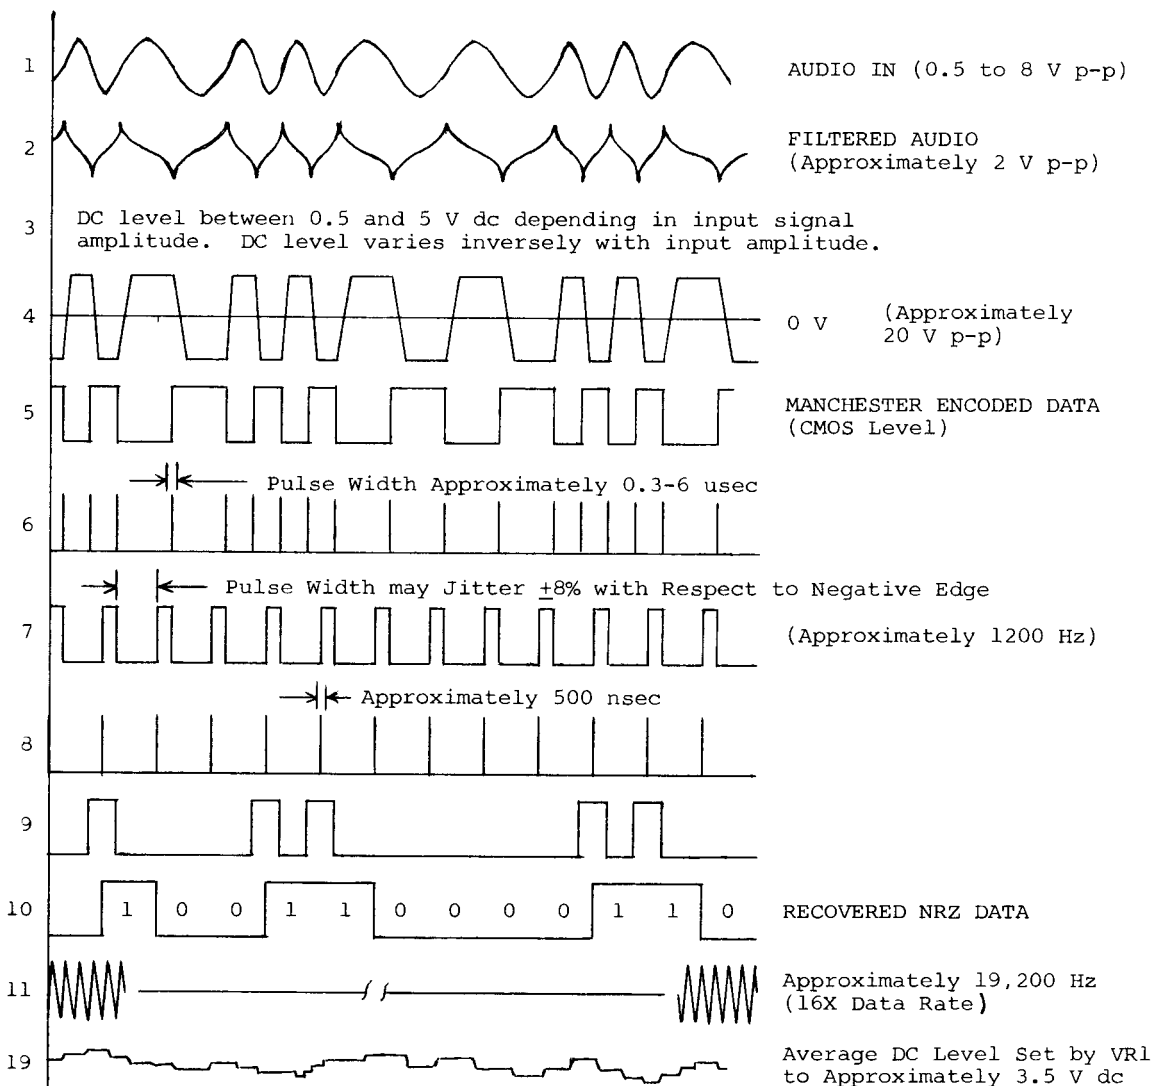 1
AUDIO IN (0.5 to 8 V p-p)
2
FILTERED AUDIO
(Approximately 2 V p-p)
3
DC level between 0.5 and 5 V dc depending in input signal
amplitude. DC level varies inversely with input amplitude.
4
0 V
(Approximately
20 V p-p)
5
MANCHESTER ENCODED DATA
(CMOS Level)
Pulse Width Approximately 0.3-6 usec
6
Pulse Width may Jitter ±8% with Respect to Negative Edge
7
(Approximately 1200 Hz)
Approximately 500 nsec
8
9
10
1 0 0 1 1 0 0 0 0 1 1 0
RECOVERED NRZ DATA
11
Approximately 19,200 Hz
(16X Data Rate)
19
Average DC Level Set by VR1
to Approximately 3.5 V dc